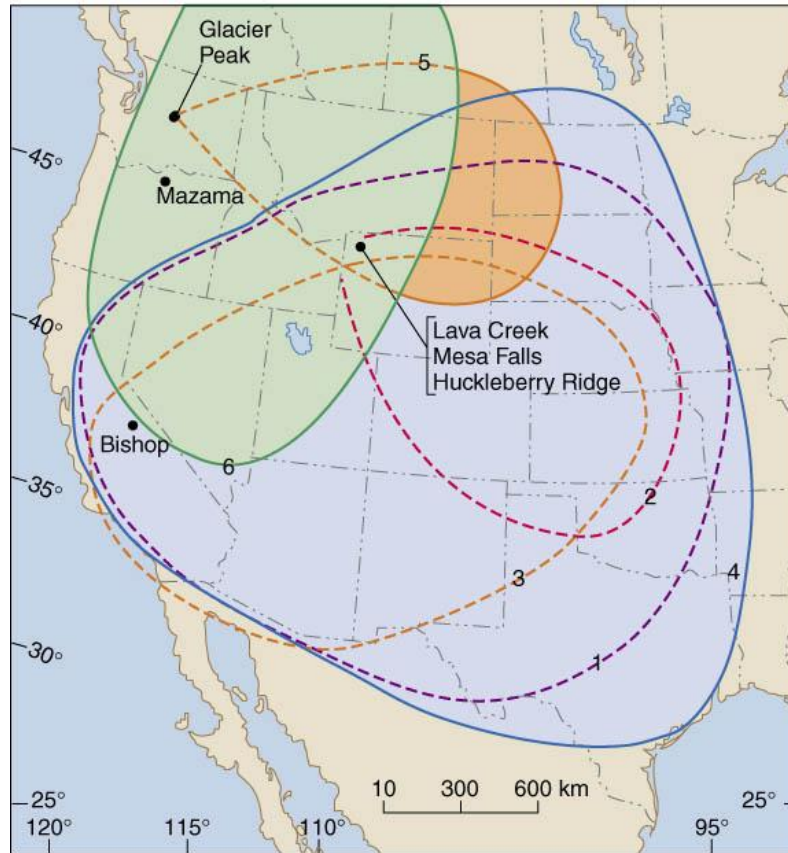 Glacier
Peak
5
45°
Mazama
Lava Creek
Mesa Falls
Huckleberry Ridge
40°
Bishop
6
35°
2
3
4
1
30°
10 300 600 km
25° 25°
120° 115° 110° 95°